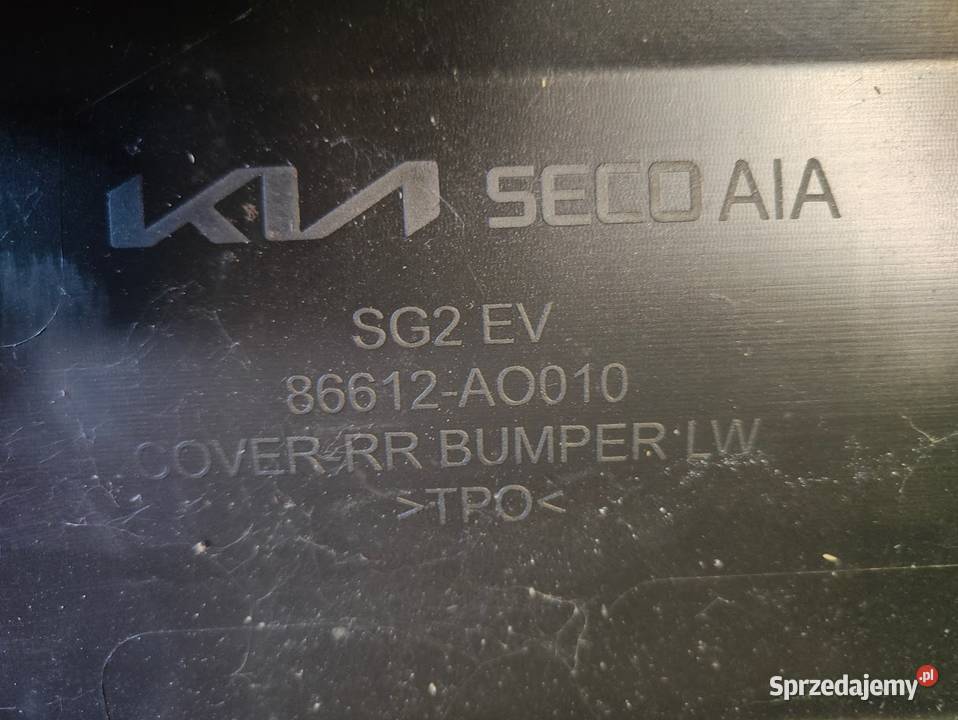 KIA SECO AIA
SG2 EV
86612-AO010
COVER-RR BUMPER LW
>TPO<
Sprzedajemy.pl